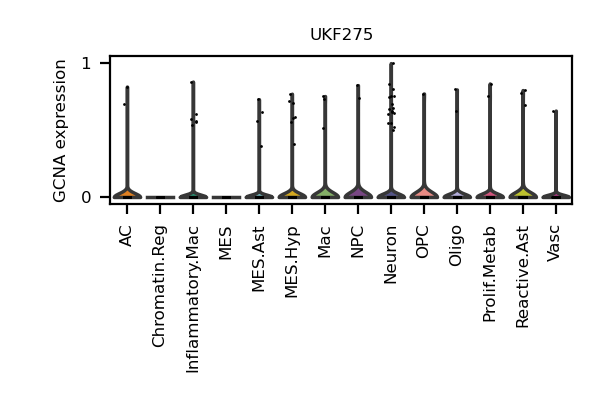 UKF275
GCNA expression
1
0
AC
Chromatin.Reg
Inflammatory.Mac
MES
MES.Ast
MES.Hyp
Mac
NPC
Neuron
OPC
Oligo
Prolif.Metab
Reactive.Ast
Vasc